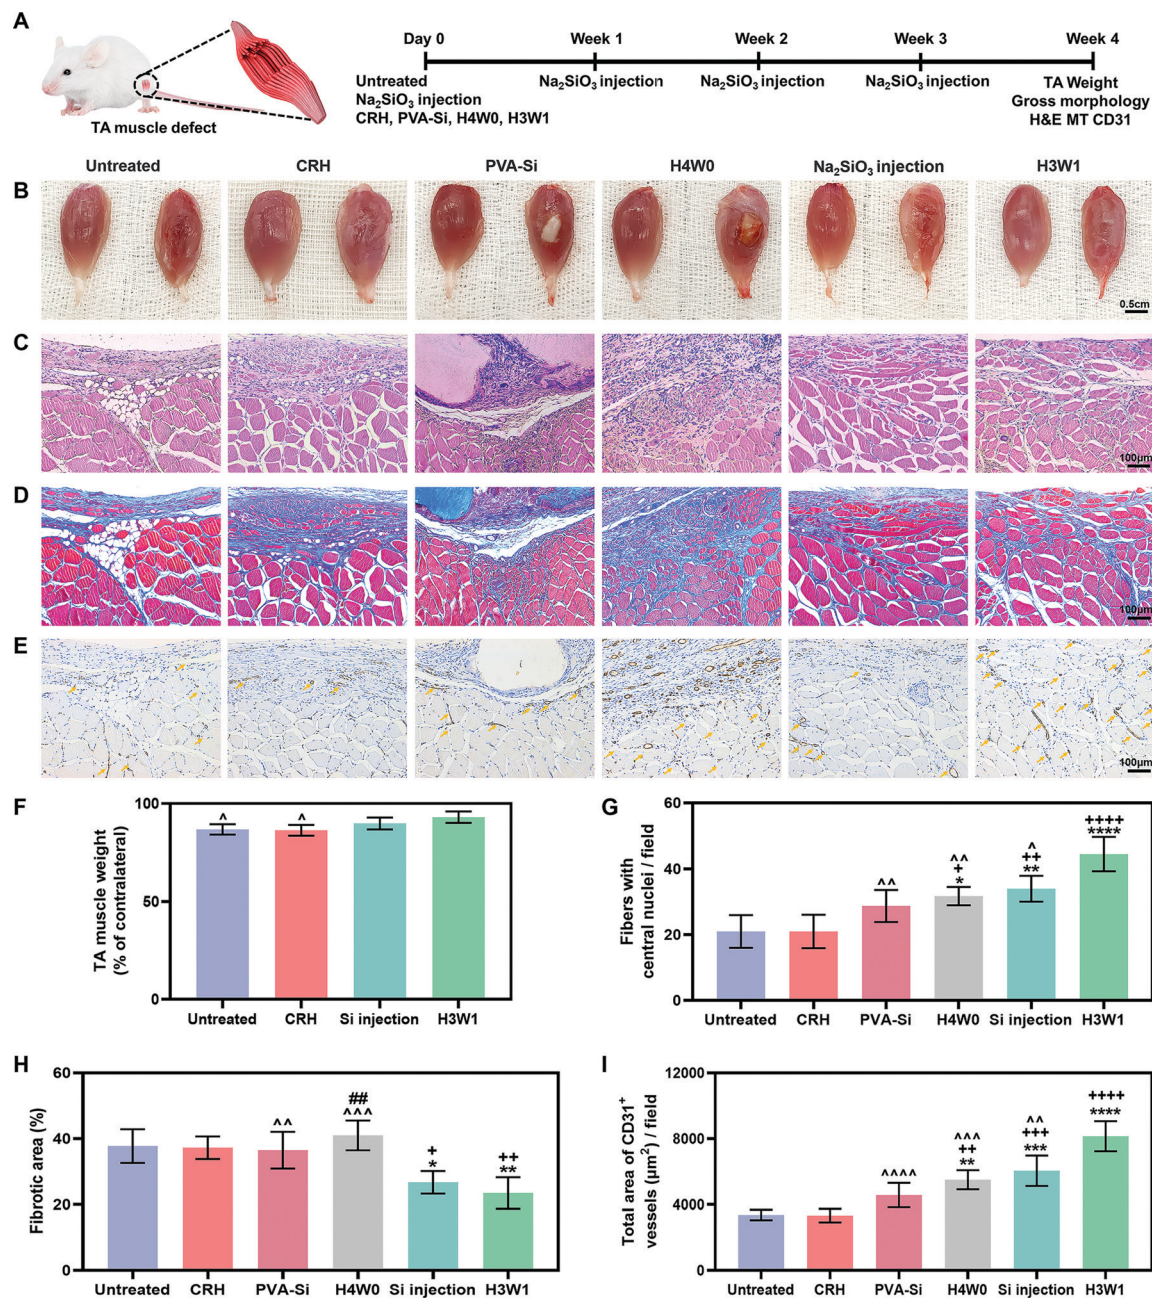 A
TA muscle defect
Day 0
Week 1
Week 2
Week 3
Week 4
Untreated
Na₂SiO₃ injection
CRH, PVA-Si, H4W0, H3W1
Na₂SiO₃ injection
Na₂SiO₃ injection
Na₂SiO₃ injection
TA Weight
Gross morphology
H&E MT CD31
Untreated
CRH
PVA-Si
H4W0
Na₂SiO₃ injection
H3W1
B
0.5cm
C
100μm
D
100μm
E
100μm
F
TA muscle weight
(% of contralateral)
100
50
0
^
^
Untreated
CRH
Si injection
H3W1
G
Fibers with
central nuclei / field
60
40
20
0
^^
^^
+
*
^
++
**
++++
****
Untreated
CRH
PVA-Si
H4W0
Si injection
H3W1
H
Fibrotic area (%)
60
40
20
0
^^
##
^^^
+
*
++
**
Untreated
CRH
PVA-Si
H4W0
Si injection
H3W1
I
Total area of CD31⁺
vessels (μm²) / field
12000
8000
4000
0
^^^^
^^^
++
**
^^
+++
***
++++
****
Untreated
CRH
PVA-Si
H4W0
Si injection
H3W1